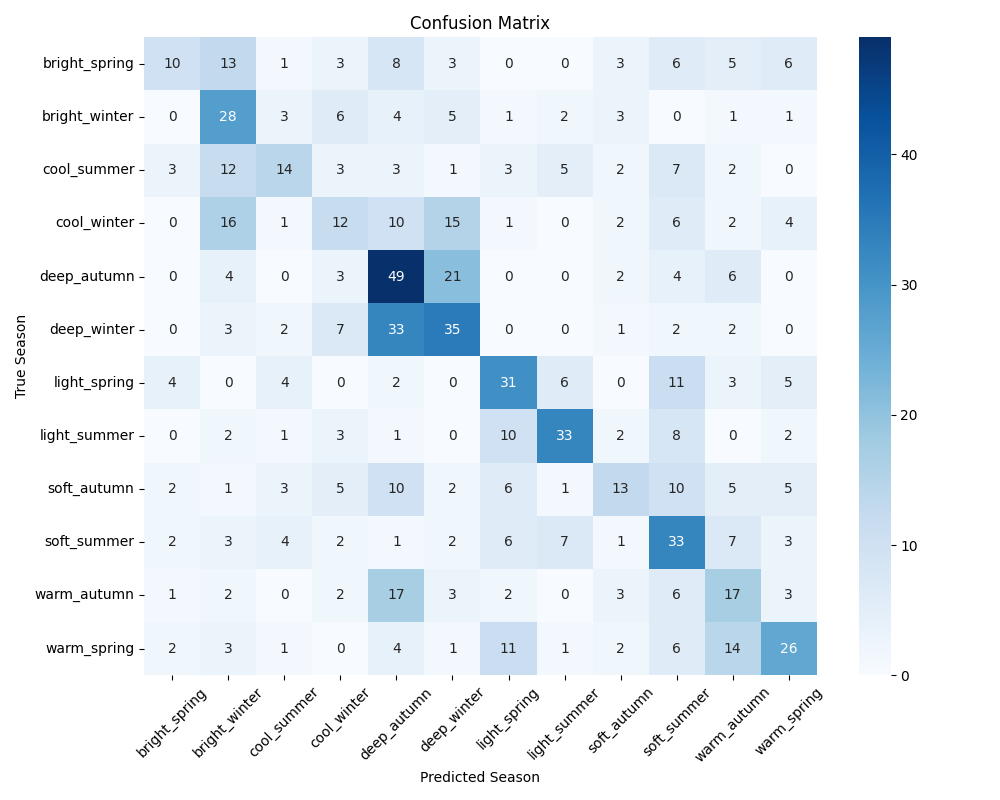 Confusion Matrix
True Season
bright_spring 10 13 1 3 8 3 0 0 3 6 5 6
bright_winter 0 28 3 6 4 5 1 2 3 0 1 1
cool_summer 3 12 14 3 3 1 3 5 2 7 2 0
cool_winter 0 16 1 12 10 15 1 0 2 6 2 4
deep_autumn 0 4 0 3 49 21 0 0 2 4 6 0
deep_winter 0 3 2 7 33 35 0 0 1 2 2 0
light_spring 4 0 4 0 2 0 31 6 0 11 3 5
light_summer 0 2 1 3 1 0 10 33 2 8 0 2
soft_autumn 2 1 3 5 10 2 6 1 13 10 5 5
soft_summer 2 3 4 2 1 2 6 7 1 33 7 3
warm_autumn 1 2 0 2 17 3 2 0 3 6 17 3
warm_spring 2 3 1 0 4 1 11 1 2 6 14 26
bright_spring bright_winter cool_summer cool_winter deep_autumn deep_winter light_spring light_summer soft_autumn soft_summer warm_autumn warm_spring
Predicted Season
40
30
20
10
0